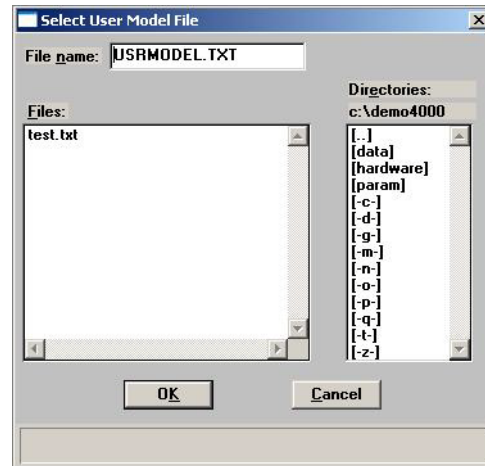 Select User Model File
File name: USRMODEL.TXT
Directories:
Files:
c:\demo4000
test.txt
[..]
[data]
[hardware]
[param]
[-c-]
[-d-]
[-g-]
[-m-]
[-n-]
[-o-]
[-p-]
[-q-]
[-t-]
[-z-]
OK
Cancel